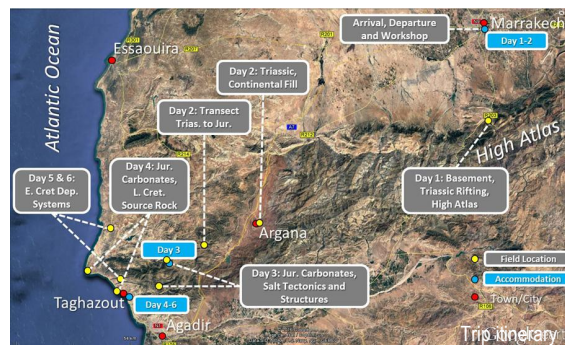 Atlantic Ocean
Essaouira
Arrival, Departure
and Workshop
Marrakech
Day 1-2
Day 2: Triassic,
Continental Fill
Day 2: Transect
Trias. to Jur.
High Atlas
Day 5 & 6:
E. Cret Dep.
Systems
Day 4: Jur.
Carbonates,
L. Cret.
Source Rock
Day 1: Basement,
Triassic Rifting,
High Atlas
Argana
Day 3
Day 3: Jur. Carbonates,
Salt Tectonics and
Structures
Taghazout
Day 4-6
Agadir
Field Location
Accommodation
Town/City
Trip itinerary